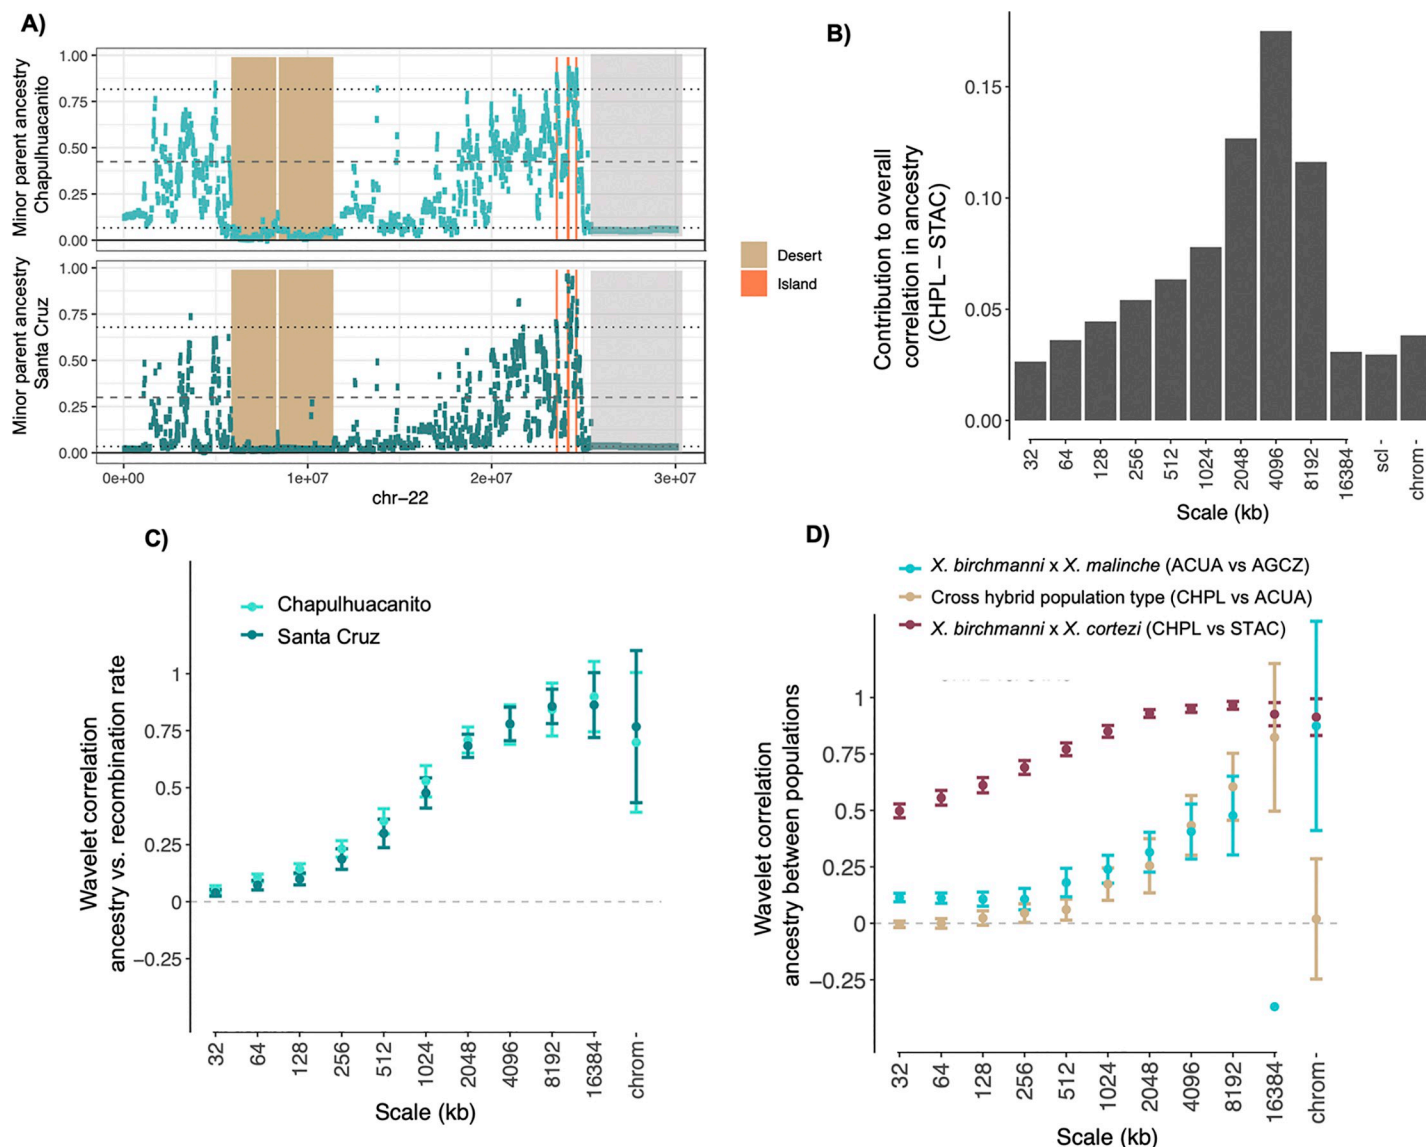 A)
Minor parent ancestry
Chapulhuacanito
1.00
0.75
0.50
0.25
0.00
Minor parent ancestry
Santa Cruz
1.00
0.75
0.50
0.25
0.00
0e+00
1e+07
2e+07
3e+07
chr−22
Desert
Island
B)
Contribution to overall
correlation in ancestry
(CHPL – STAC)
0.15
0.10
0.05
0.00
32
64
128
256
512
1024
2048
4096
8192
16384
scl -
chrom -
Scale (kb)
C)
Chapulhuacanito
Santa Cruz
Wavelet correlation
ancestry vs. recombination rate
1
0.75
0.5
0.25
0
−0.25
32
64
128
256
512
1024
2048
4096
8192
16384
chrom -
Scale (kb)
D)
X. birchmanni x X. malinche (ACUA vs AGCZ)
Cross hybrid population type (CHPL vs ACUA)
X. birchmanni x X. cortezi (CHPL vs STAC)
Wavelet correlation
ancestry between populations
1
0.75
0.5
0.25
0
−0.25
32
64
128
256
512
1024
2048
4096
8192
16384
chrom -
Scale (kb)